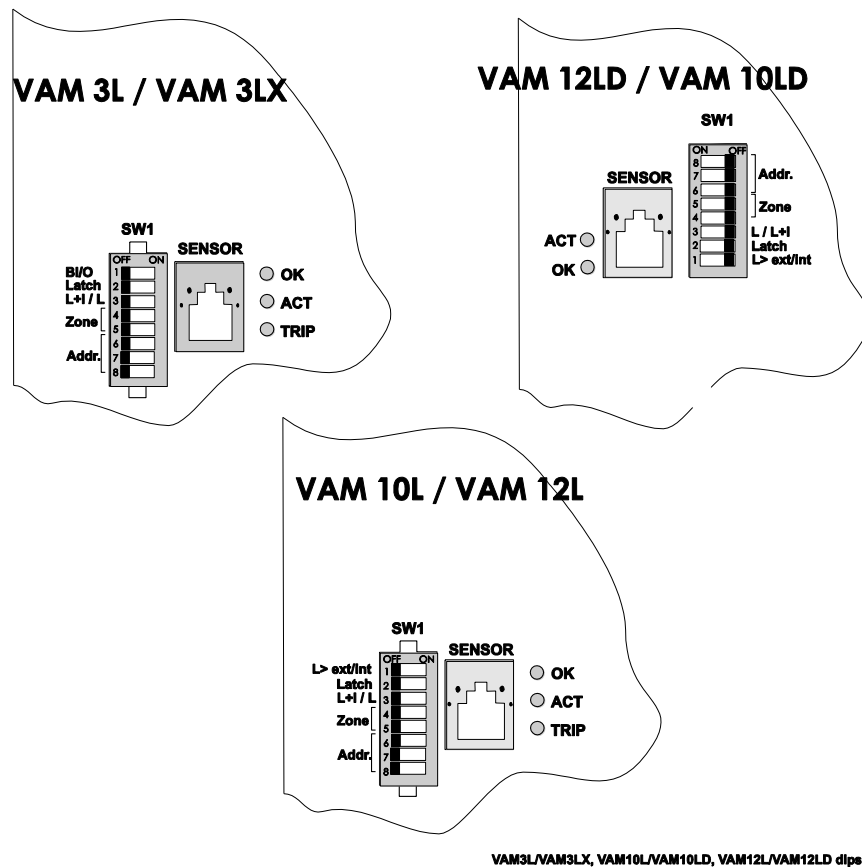 VAM 3L / VAM 3LX
SW1
SENSOR
OFF ON
BI/O 1
Latch 2
L+I / L 3
Zone
4
5
Addr.
6
7
8
OK
ACT
TRIP
VAM 12LD / VAM 10LD
SW1
SENSOR
ON OFF
8
7
6
Addr.
5
4
Zone
3 L / L+I
2 Latch
1 L> ext/int
ACT
OK
VAM 10L / VAM 12L
SW1
SENSOR
OFF ON
L> ext/int 1
Latch 2
L+I / L 3
Zone
4
5
Addr.
6
7
8
OK
ACT
TRIP
VAM3L/VAM3LX, VAM10L/VAM10LD, VAM12L/VAM12LD dips